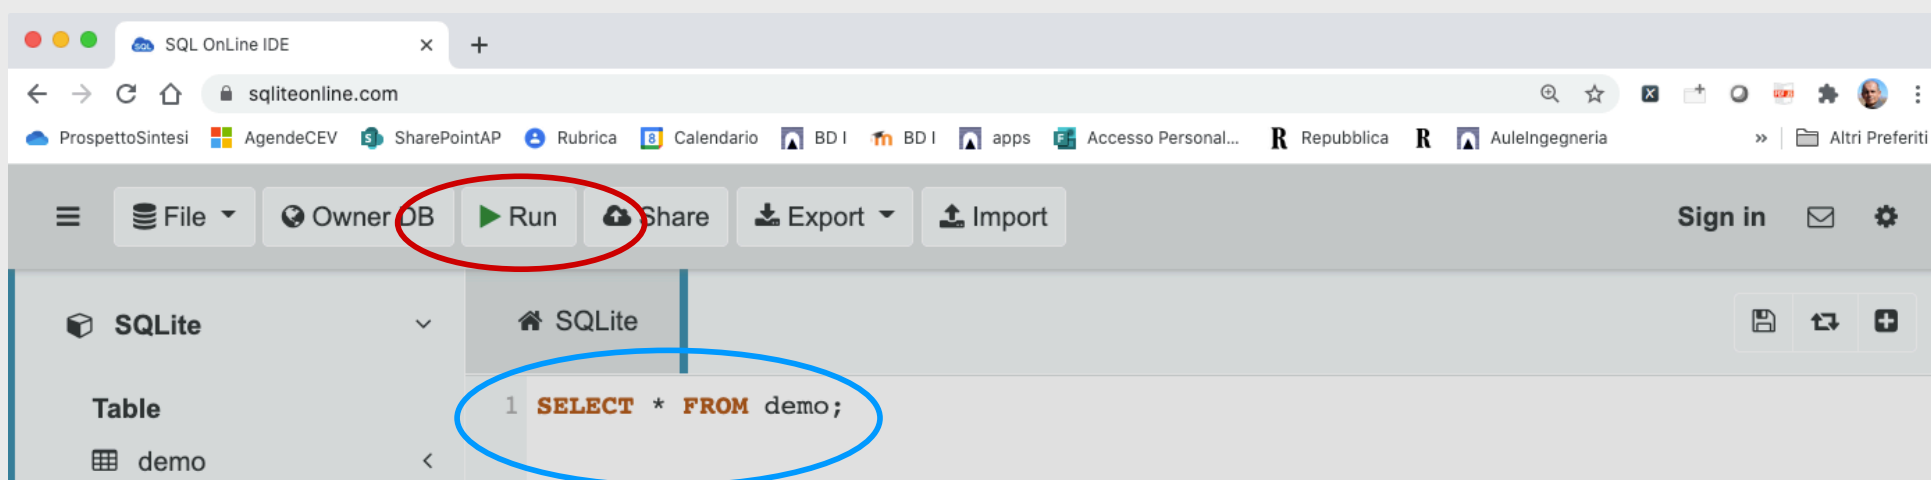 SQL OnLine IDE
sqliteonline.com
ProspettoSintesi AgendeCEV SharePointAP Rubrica 8 Calendario BD I BD I apps Accesso Personal... R Repubblica R AuleIngegneria » Altri Preferiti
File Owner DB Run Share Export Import Sign in
SQLite SQLite
Table
1 SELECT * FROM demo;
demo